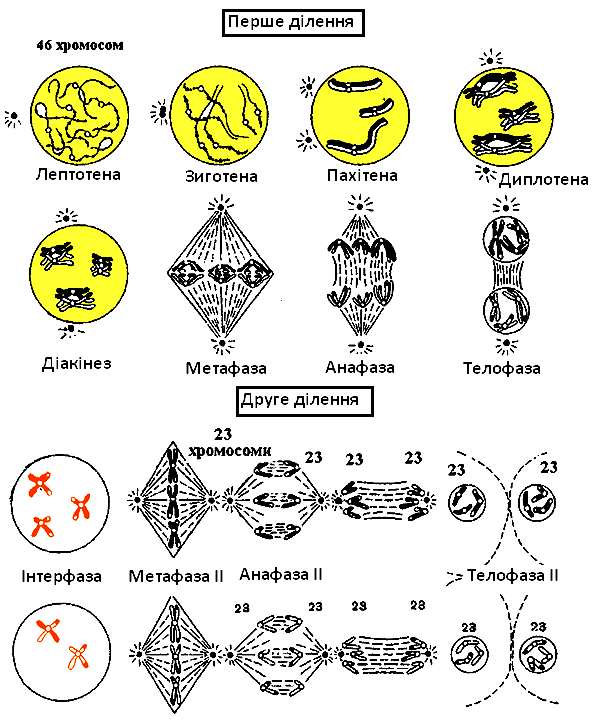 Перше ділення
46 хромосом
Лептотена
Зиготена
Пахітена
Диплотена
Діакінез
Метафаза
Анафаза
Телофаза
Друге ділення
23
хромосоми
23
23
23
23
23
Інтерфаза
Метафаза II
Анафаза II
Телофаза II
23
23
23
23
23
23